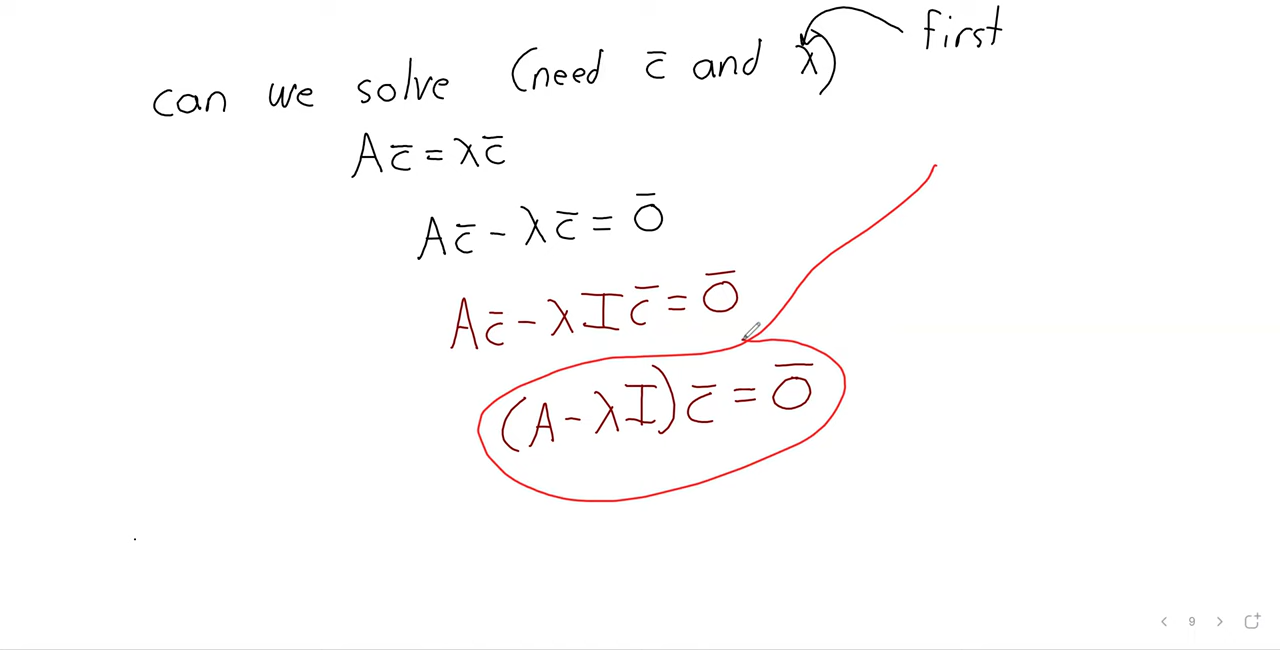 can we solve (need c̄ and λ) first
Ac̄ = λc̄
Ac̄ - λc̄ = 0̄
Ac̄ - λIc̄ = 0̄
(A - λI)c̄ = 0̄
9